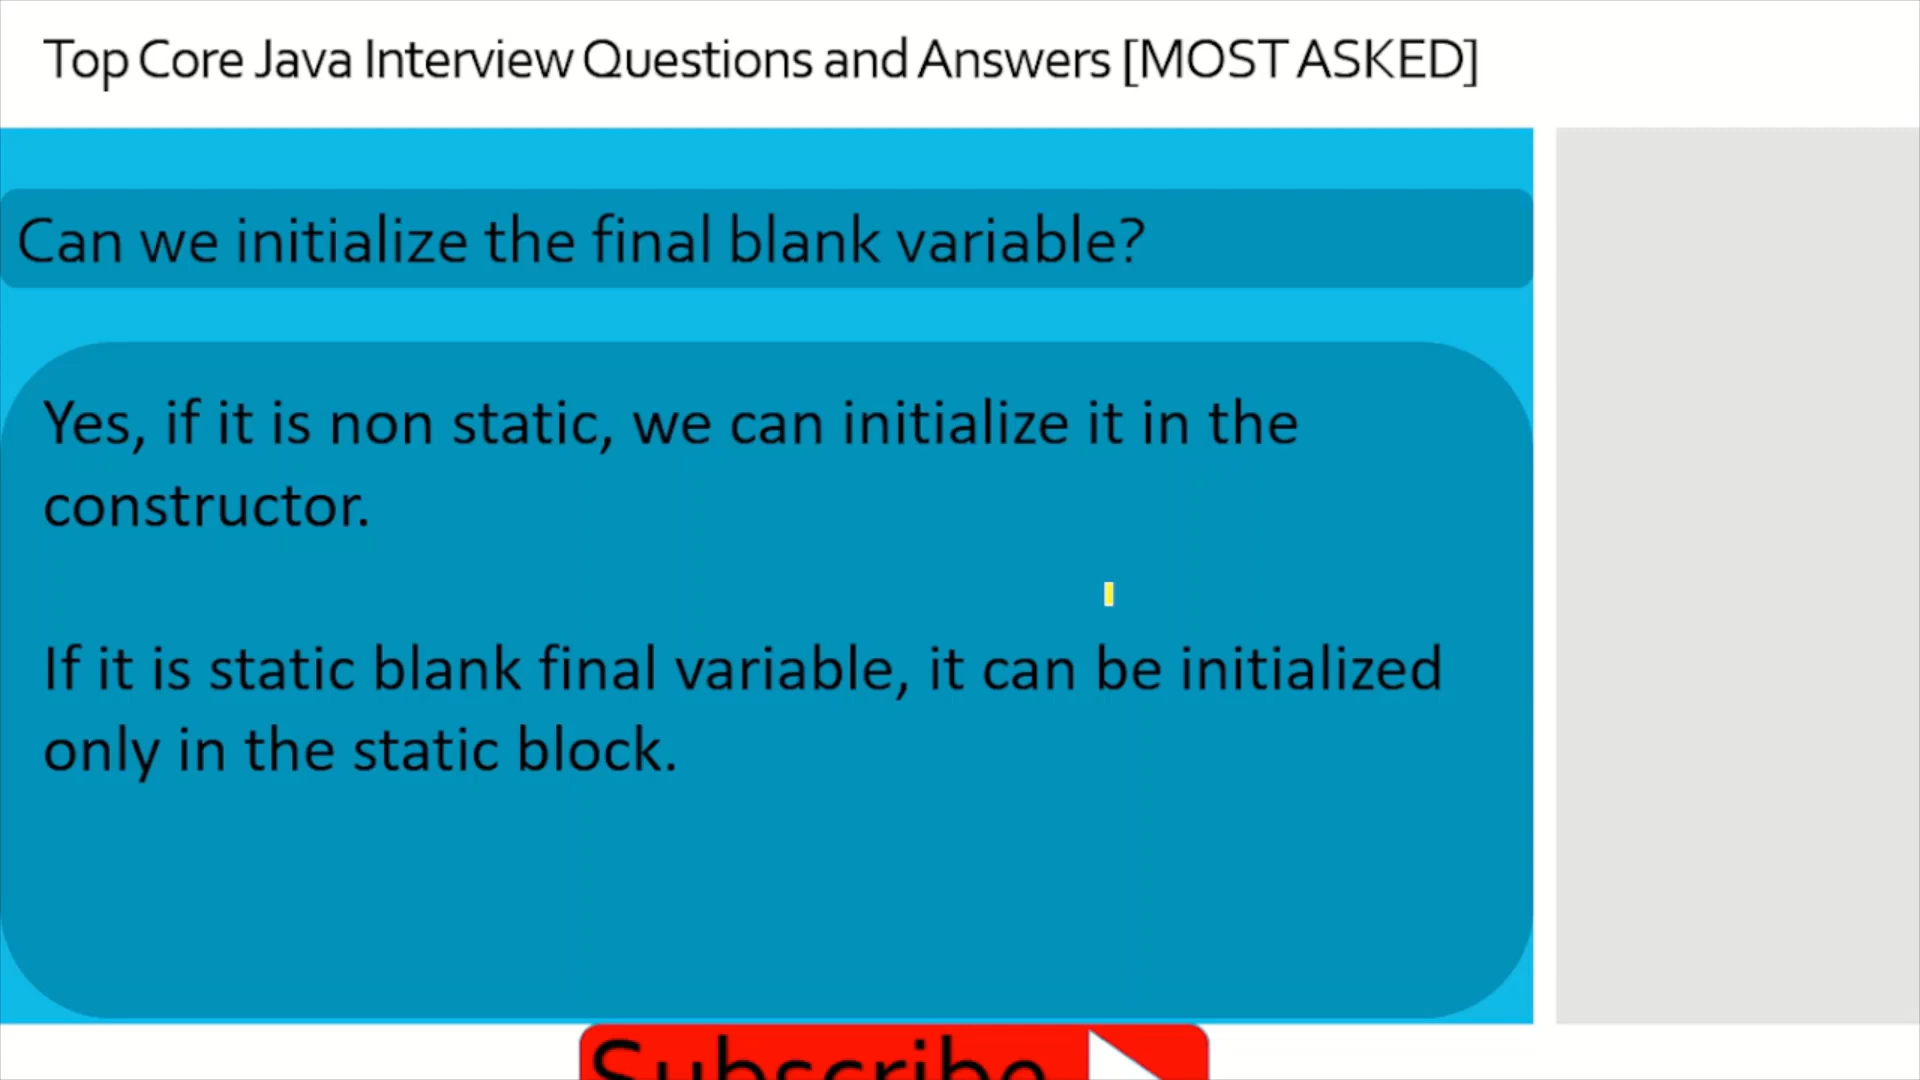 Top Core Java Interview Questions and Answers [MOST ASKED]
Can we initialize the final blank variable?
Yes, if it is non static, we can initialize it in the
constructor.
If it is static blank final variable, it can be initialized
only in the static block.
Subscribe